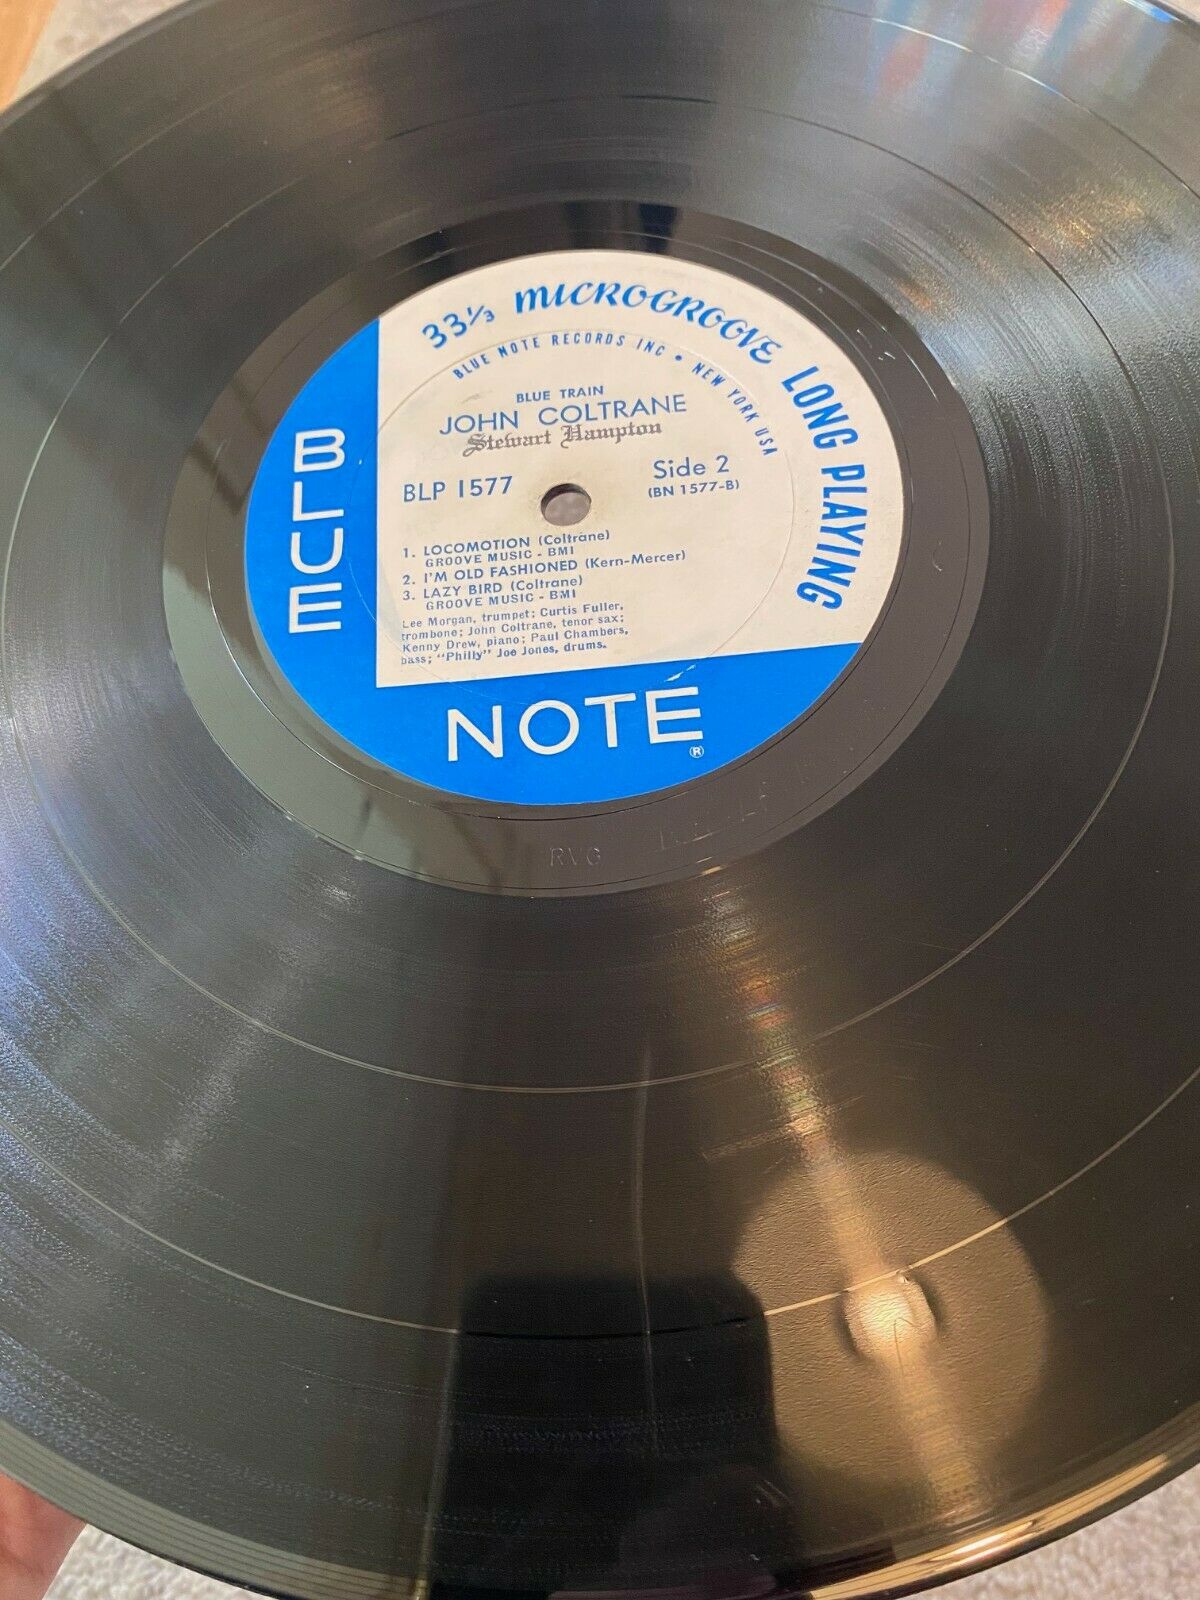 33⅓ MICROGROOVE LONG PLAYING
BLUE NOTE RECORDS INC • NEW YORK USA
BLUE TRAIN
JOHN COLTRANE
Stewart Hampton
BLP 1577
Side 2
(BN 1577-B)
1. LOCOMOTION (Coltrane)
GROOVE MUSIC - BMI
2. I'M OLD FASHIONED (Kern-Mercer)
3. LAZY BIRD (Coltrane)
GROOVE MUSIC - BMI
Lee Morgan, trumpet; Curtis Fuller,
trombone; John Coltrane, tenor sax;
Kenny Drew, piano; Paul Chambers,
bass; "Philly" Joe Jones, drums.
BLUE
NOTE
®
RVG